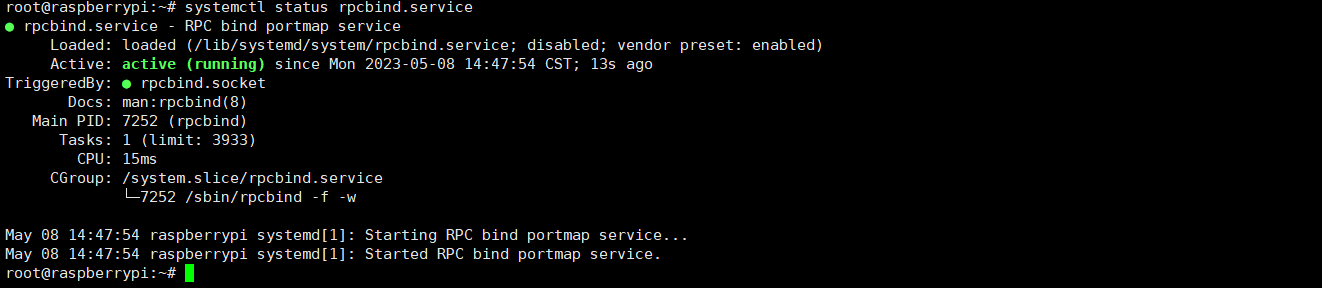 root@raspberrypi:~# systemctl status rpcbind.service
● rpcbind.service - RPC bind portmap service
     Loaded: loaded (/lib/systemd/system/rpcbind.service; disabled; vendor preset: enabled)
     Active: active (running) since Mon 2023-05-08 14:47:54 CST; 13s ago
TriggeredBy: ● rpcbind.socket
       Docs: man:rpcbind(8)
   Main PID: 7252 (rpcbind)
      Tasks: 1 (limit: 3933)
        CPU: 15ms
     CGroup: /system.slice/rpcbind.service
             └─7252 /sbin/rpcbind -f -w

May 08 14:47:54 raspberrypi systemd[1]: Starting RPC bind portmap service...
May 08 14:47:54 raspberrypi systemd[1]: Started RPC bind portmap service.
root@raspberrypi:~#